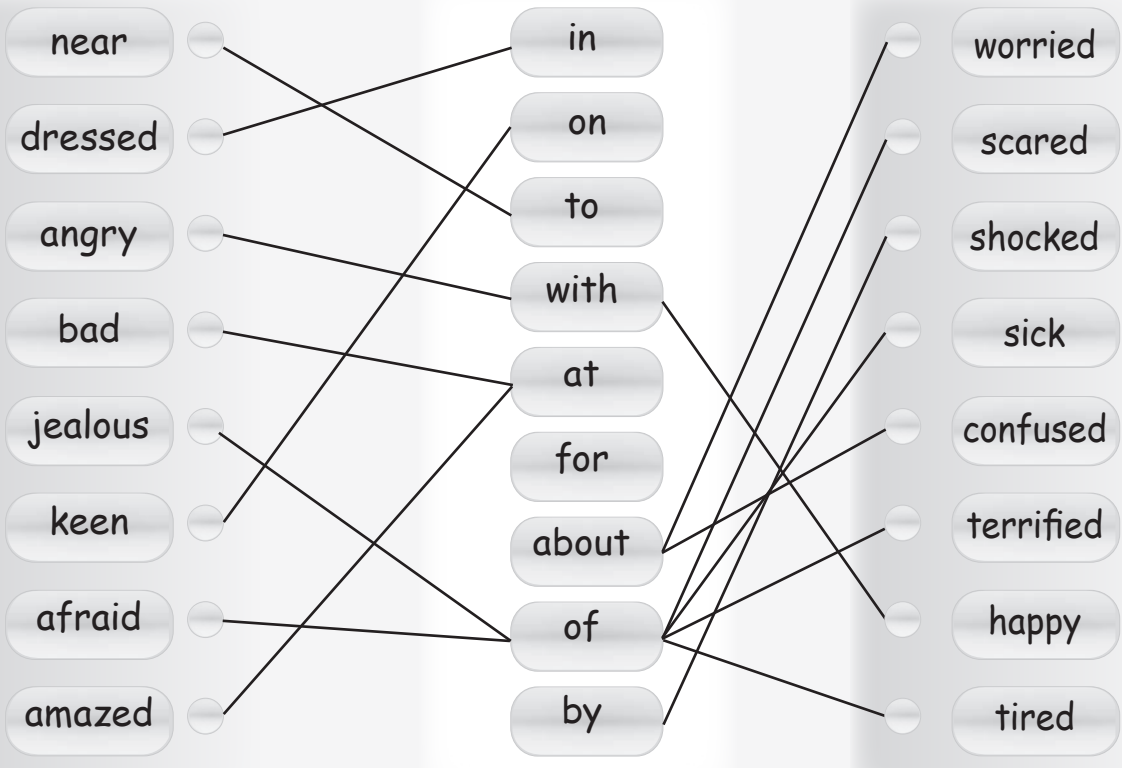 near
dressed
angry
bad
jealous
keen
afraid
amazed
in
on
to
with
at
for
about
of
by
worried
scared
shocked
sick
confused
terrified
happy
tired